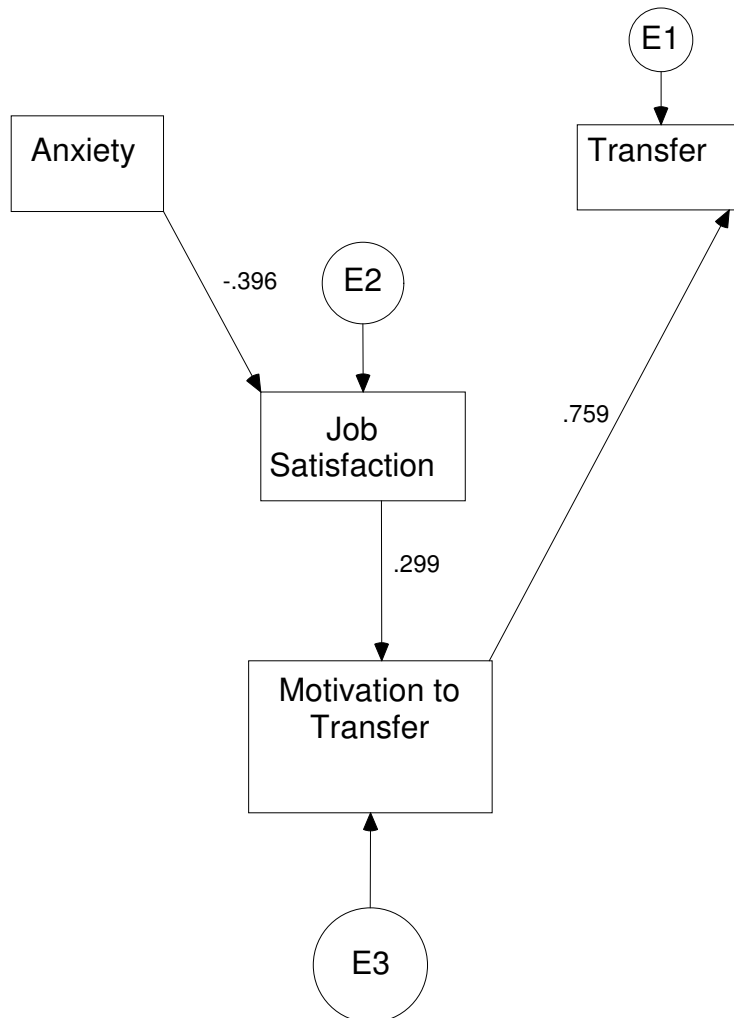 E1
Anxiety
Transfer
-.396
E2
Job
Satisfaction
.759
.299
Motivation to
Transfer
E3